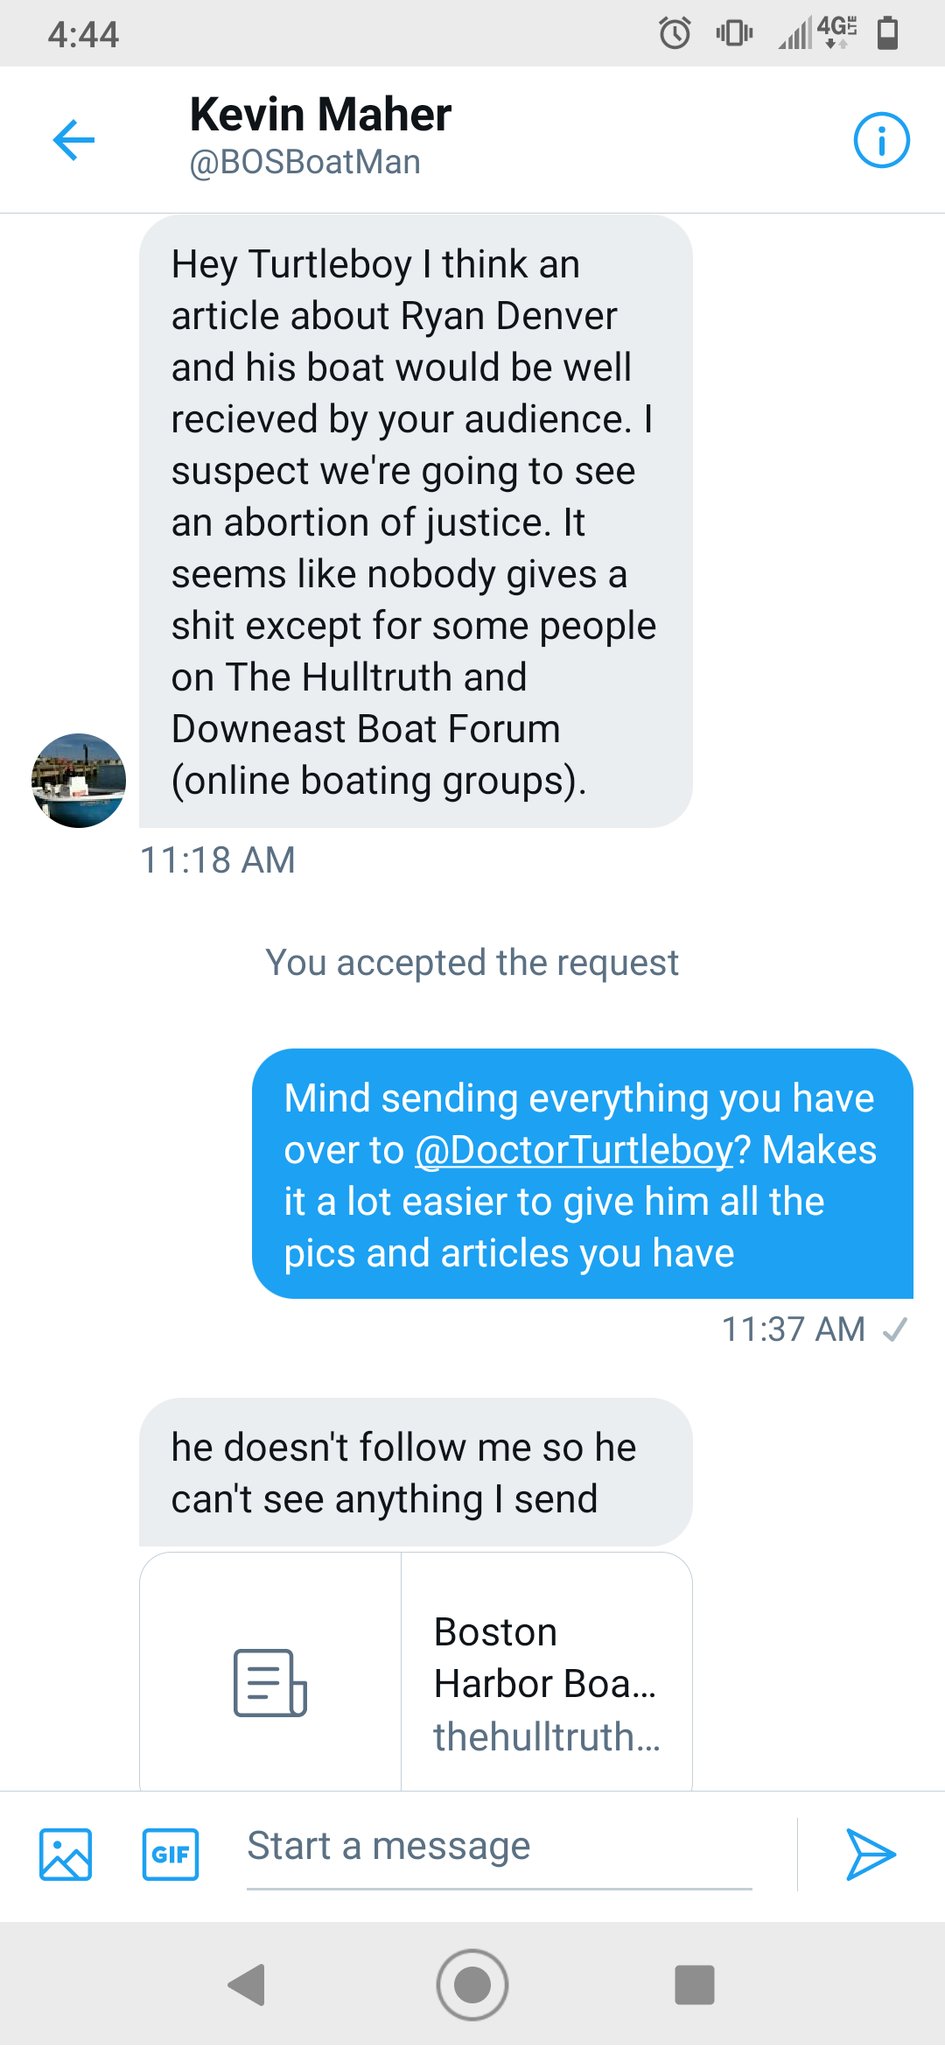 4:44
4G LTE
Kevin Maher
@BOSBoatMan
Hey Turtleboy I think an
article about Ryan Denver
and his boat would be well
recieved by your audience. I
suspect we're going to see
an abortion of justice. It
seems like nobody gives a
shit except for some people
on The Hulltruth and
Downeast Boat Forum
(online boating groups).
11:18 AM
You accepted the request
Mind sending everything you have
over to @DoctorTurtleboy? Makes
it a lot easier to give him all the
pics and articles you have
11:37 AM
he doesn't follow me so he
can't see anything I send
Boston
Harbor Boa...
thehulltruth...
GIF
Start a message